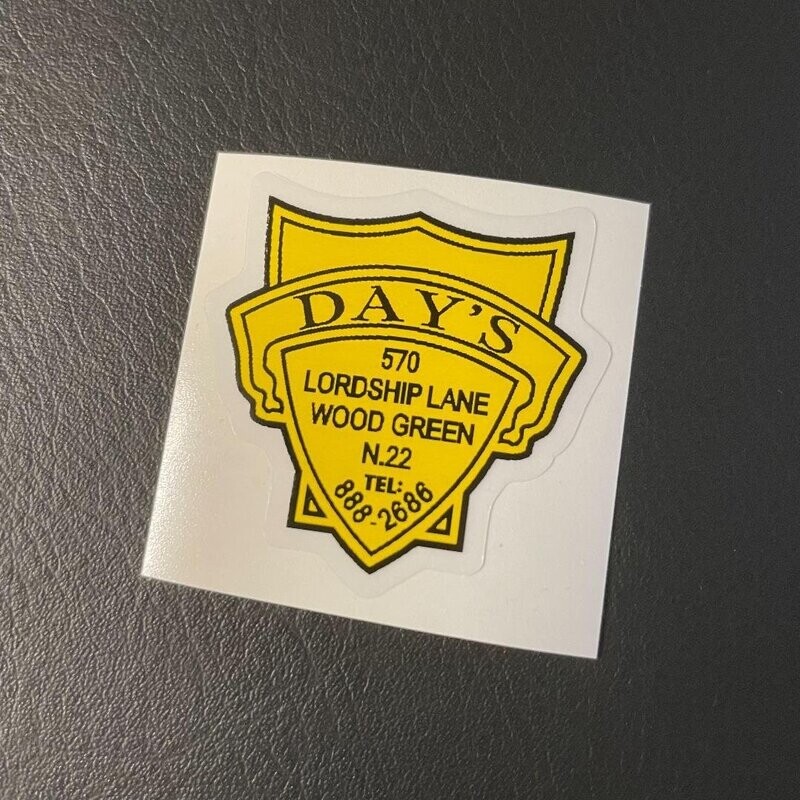 DAY'S
570
LORDSHIP LANE
WOOD GREEN
N.22
TEL:
888-2686